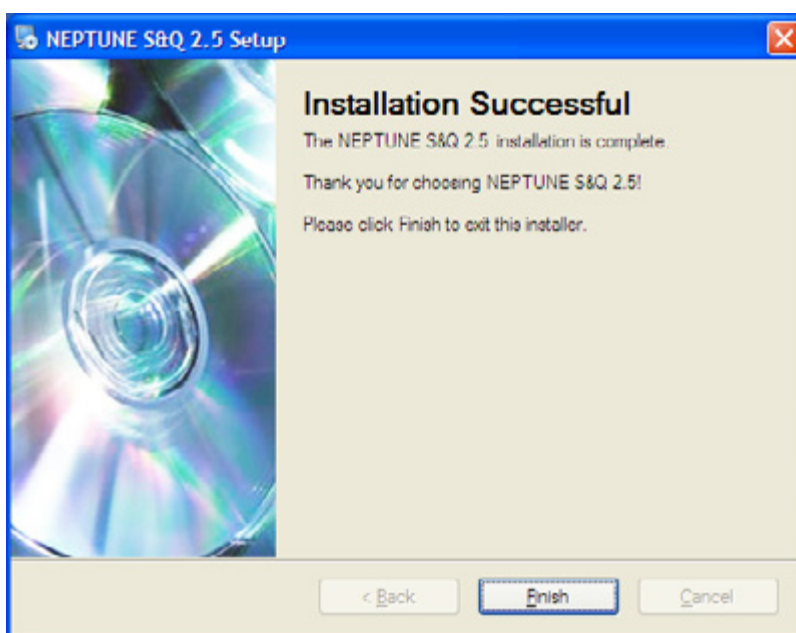 NEPTUNE S&Q 2.5 Setup
Installation Successful
The NEPTUNE S&Q 2.5 installation is complete.
Thank you for choosing NEPTUNE S&Q 2.5!
Please click Finish to exit this installer.
< Back
Finish
Cancel